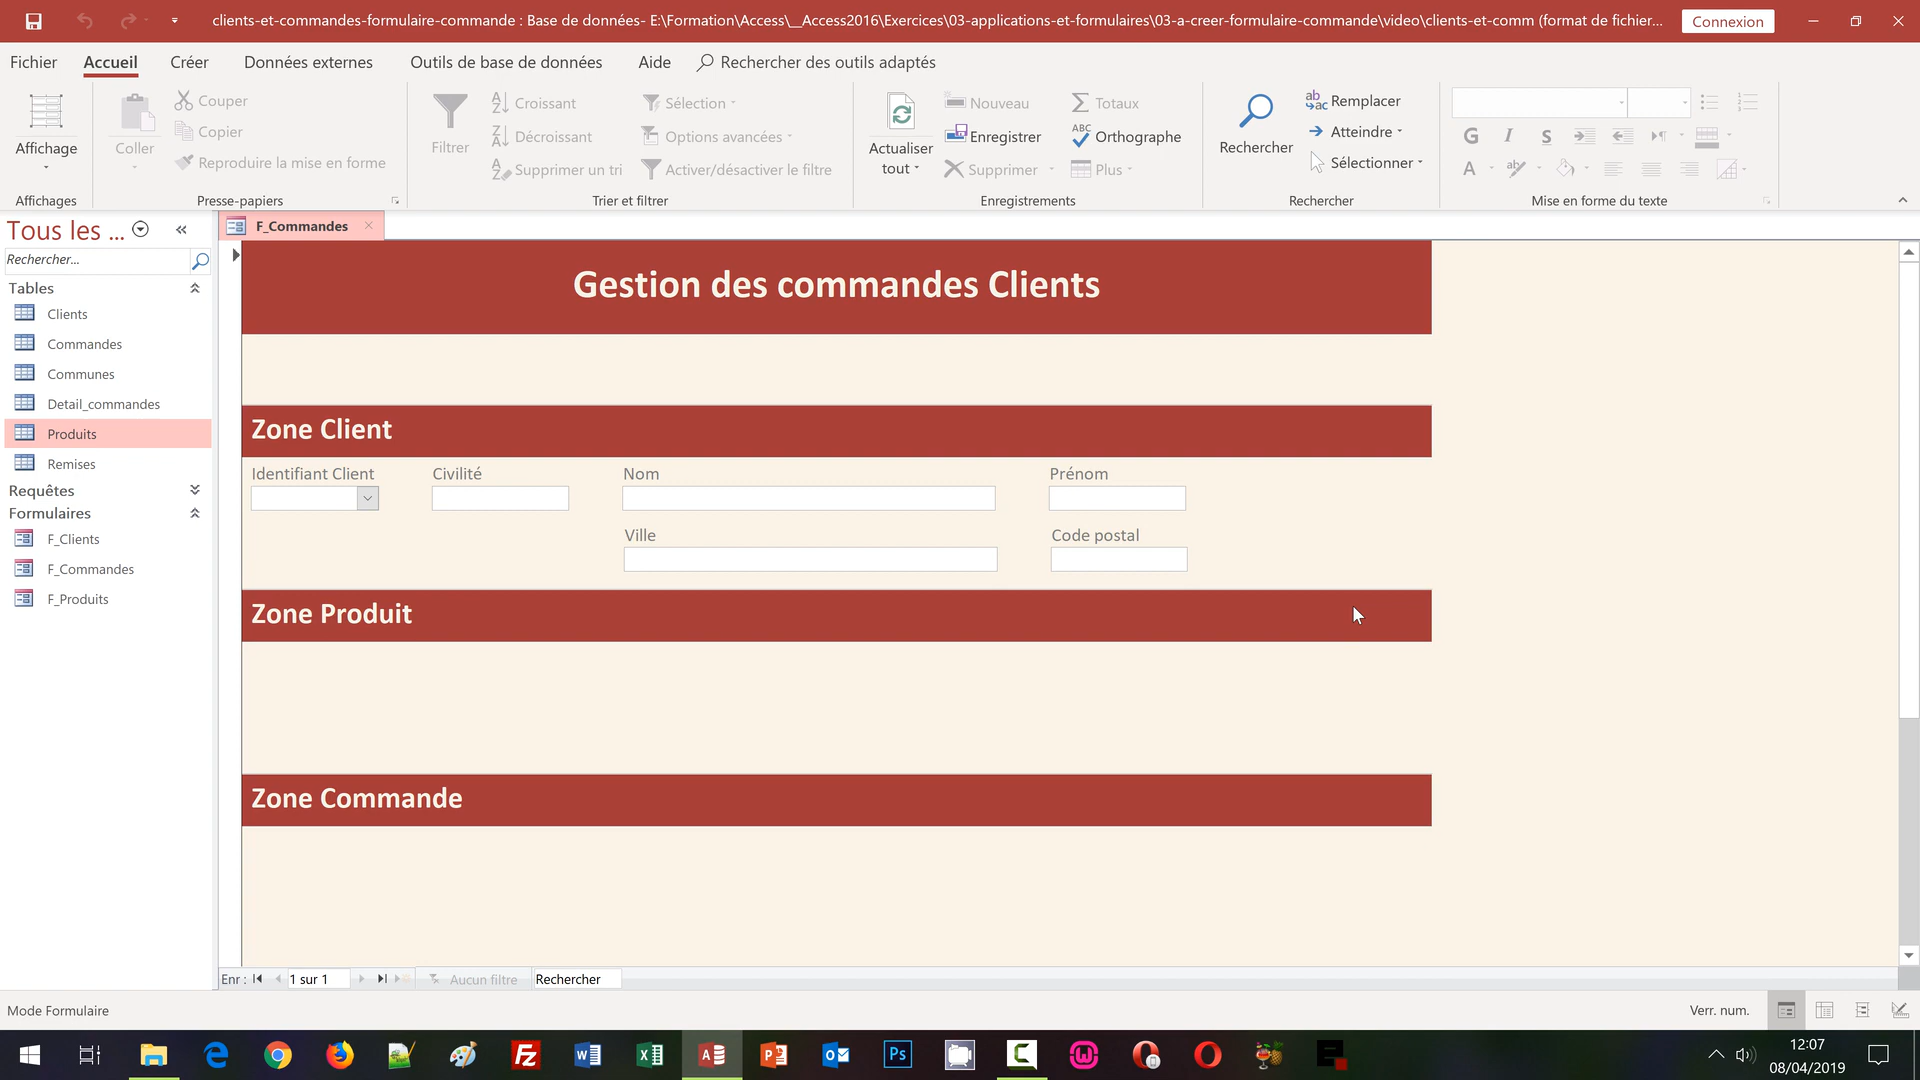 clients-et-commandes-formulaire-commande : Base de données- E:\Formation\Access\__Access2016\Exercices\03-applications-et-formulaires\03-a-creer-formulaire-commande\video\clients-et-comm (format de fichier...
Connexion
Fichier Accueil Créer Données externes Outils de base de données Aide Rechercher des outils adaptés
Affichage
Affichages
Coller
Couper
Copier
Reproduire la mise en forme
Presse-papiers
Filtrer
Croissant
Décroissant
Supprimer un tri
Sélection
Options avancées
Activer/désactiver le filtre
Trier et filtrer
Actualiser
tout
Nouveau
Enregistrer
Supprimer
Totaux
Orthographe
Plus
Enregistrements
Rechercher
Remplacer
Atteindre
Sélectionner
Rechercher
G I S
A
Mise en forme du texte
Tous les ...
Rechercher...
Tables
Clients
Commandes
Communes
Detail_commandes
Produits
Remises
Requêtes
Formulaires
F_Clients
F_Commandes
F_Produits
F_Commandes
Gestion des commandes Clients
Zone Client
Identifiant Client Civilité Nom Prénom
Ville Code postal
Zone Produit
Zone Commande
Enr : 1 sur 1 Aucun filtre Rechercher
Mode Formulaire
Verr. num.
12:07
08/04/2019